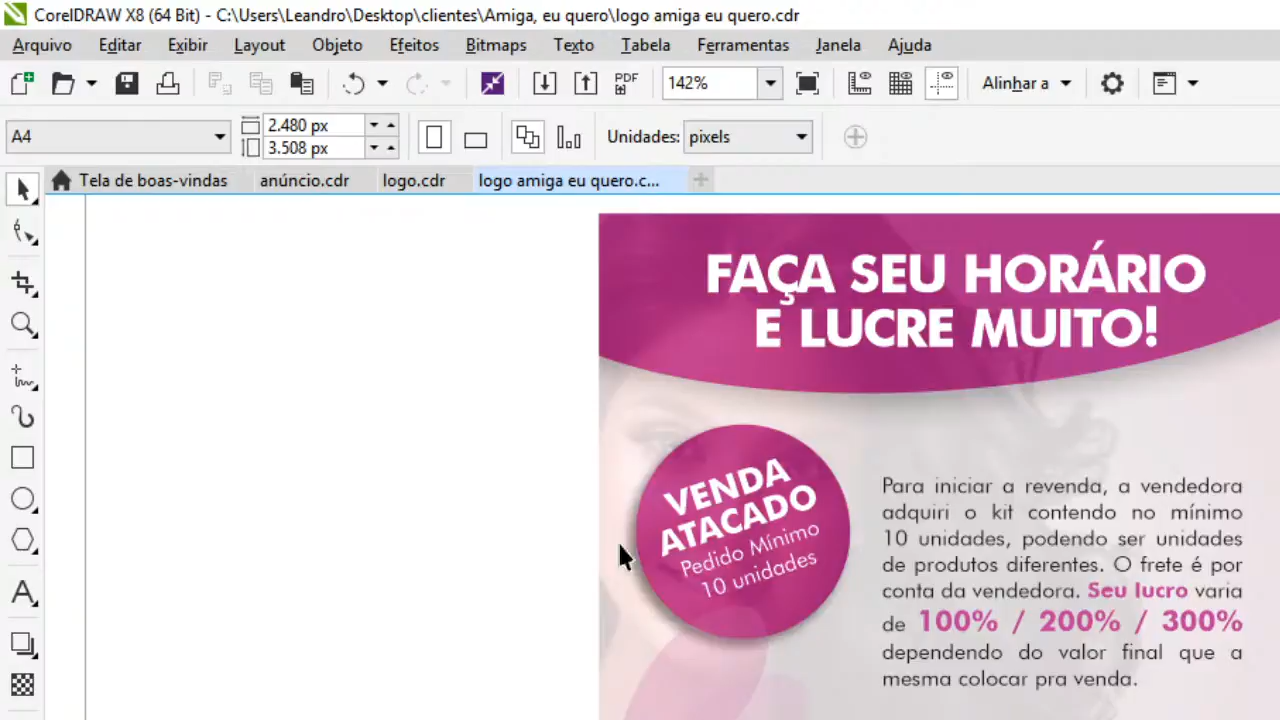 CorelDRAW X8 (64 Bit) - C:\Users\Leandro\Desktop\clientes\Amiga, eu quero\logo amiga eu quero.cdr
Arquivo Editar Exibir Layout Objeto Efeitos Bitmaps Texto Tabela Ferramentas Janela Ajuda
PDF 142% Alinhar a
A4 2.480 px Unidades: pixels
3.508 px
Tela de boas-vindas anúncio.cdr logo.cdr logo amiga eu quero.c...
FAÇA SEU HORÁRIO
E LUCRE MUITO!
VENDA
ATACADO
Pedido Mínimo
10 unidades
Para iniciar a revenda, a vendedora
adquiri o kit contendo no mínimo
10 unidades, podendo ser unidades
de produtos diferentes. O frete é por
conta da vendedora. Seu lucro varia
de 100% / 200% / 300%
dependendo do valor final que a
mesma colocar pra venda.